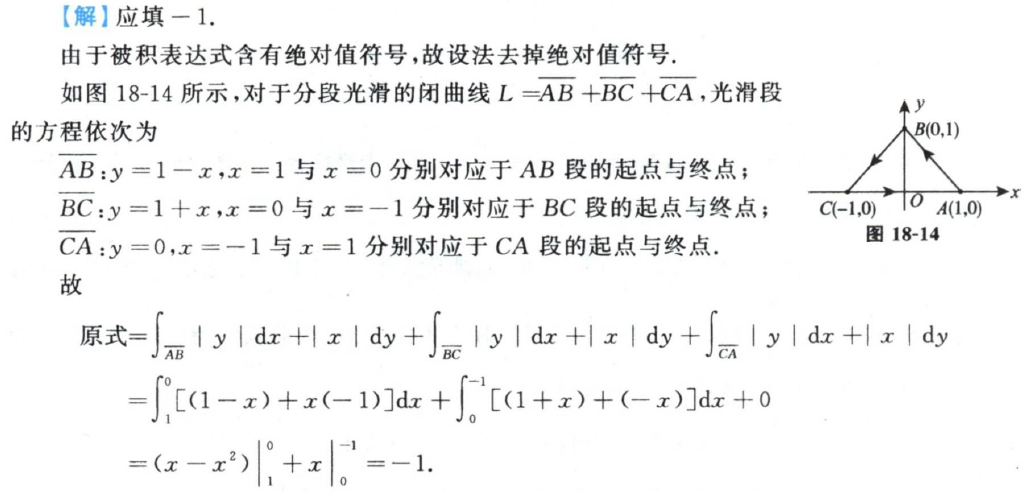 【解】应填－1.
由于被积表达式含有绝对值符号,故设法去掉绝对值符号.
如图 18-14 所示,对于分段光滑的闭曲线 L =\overline{AB}+\overline{BC}+\overline{CA},光滑段
的方程依次为
\overline{AB}:y=1-x,x=1 与 x=0 分别对应于 AB 段的起点与终点;
\overline{BC}:y=1+x,x=0 与 x=-1 分别对应于 BC 段的起点与终点;
\overline{CA}:y=0,x=-1 与 x=1 分别对应于 CA 段的起点与终点.
y
B(0,1)
x
C(-1,0) O A(1,0)
图 18-14
故
原式=∫_{\overline{AB}} | y | dx + | x | dy + ∫_{\overline{BC}} | y | dx + | x | dy + ∫_{\overline{CA}} | y | dx + | x | dy
=∫_1^0 [(1-x)+x(-1)]dx + ∫_0^{-1} [(1+x)+(-x)]dx+0
=(x-x²)|_1^0 + x|_0^{-1} =-1.